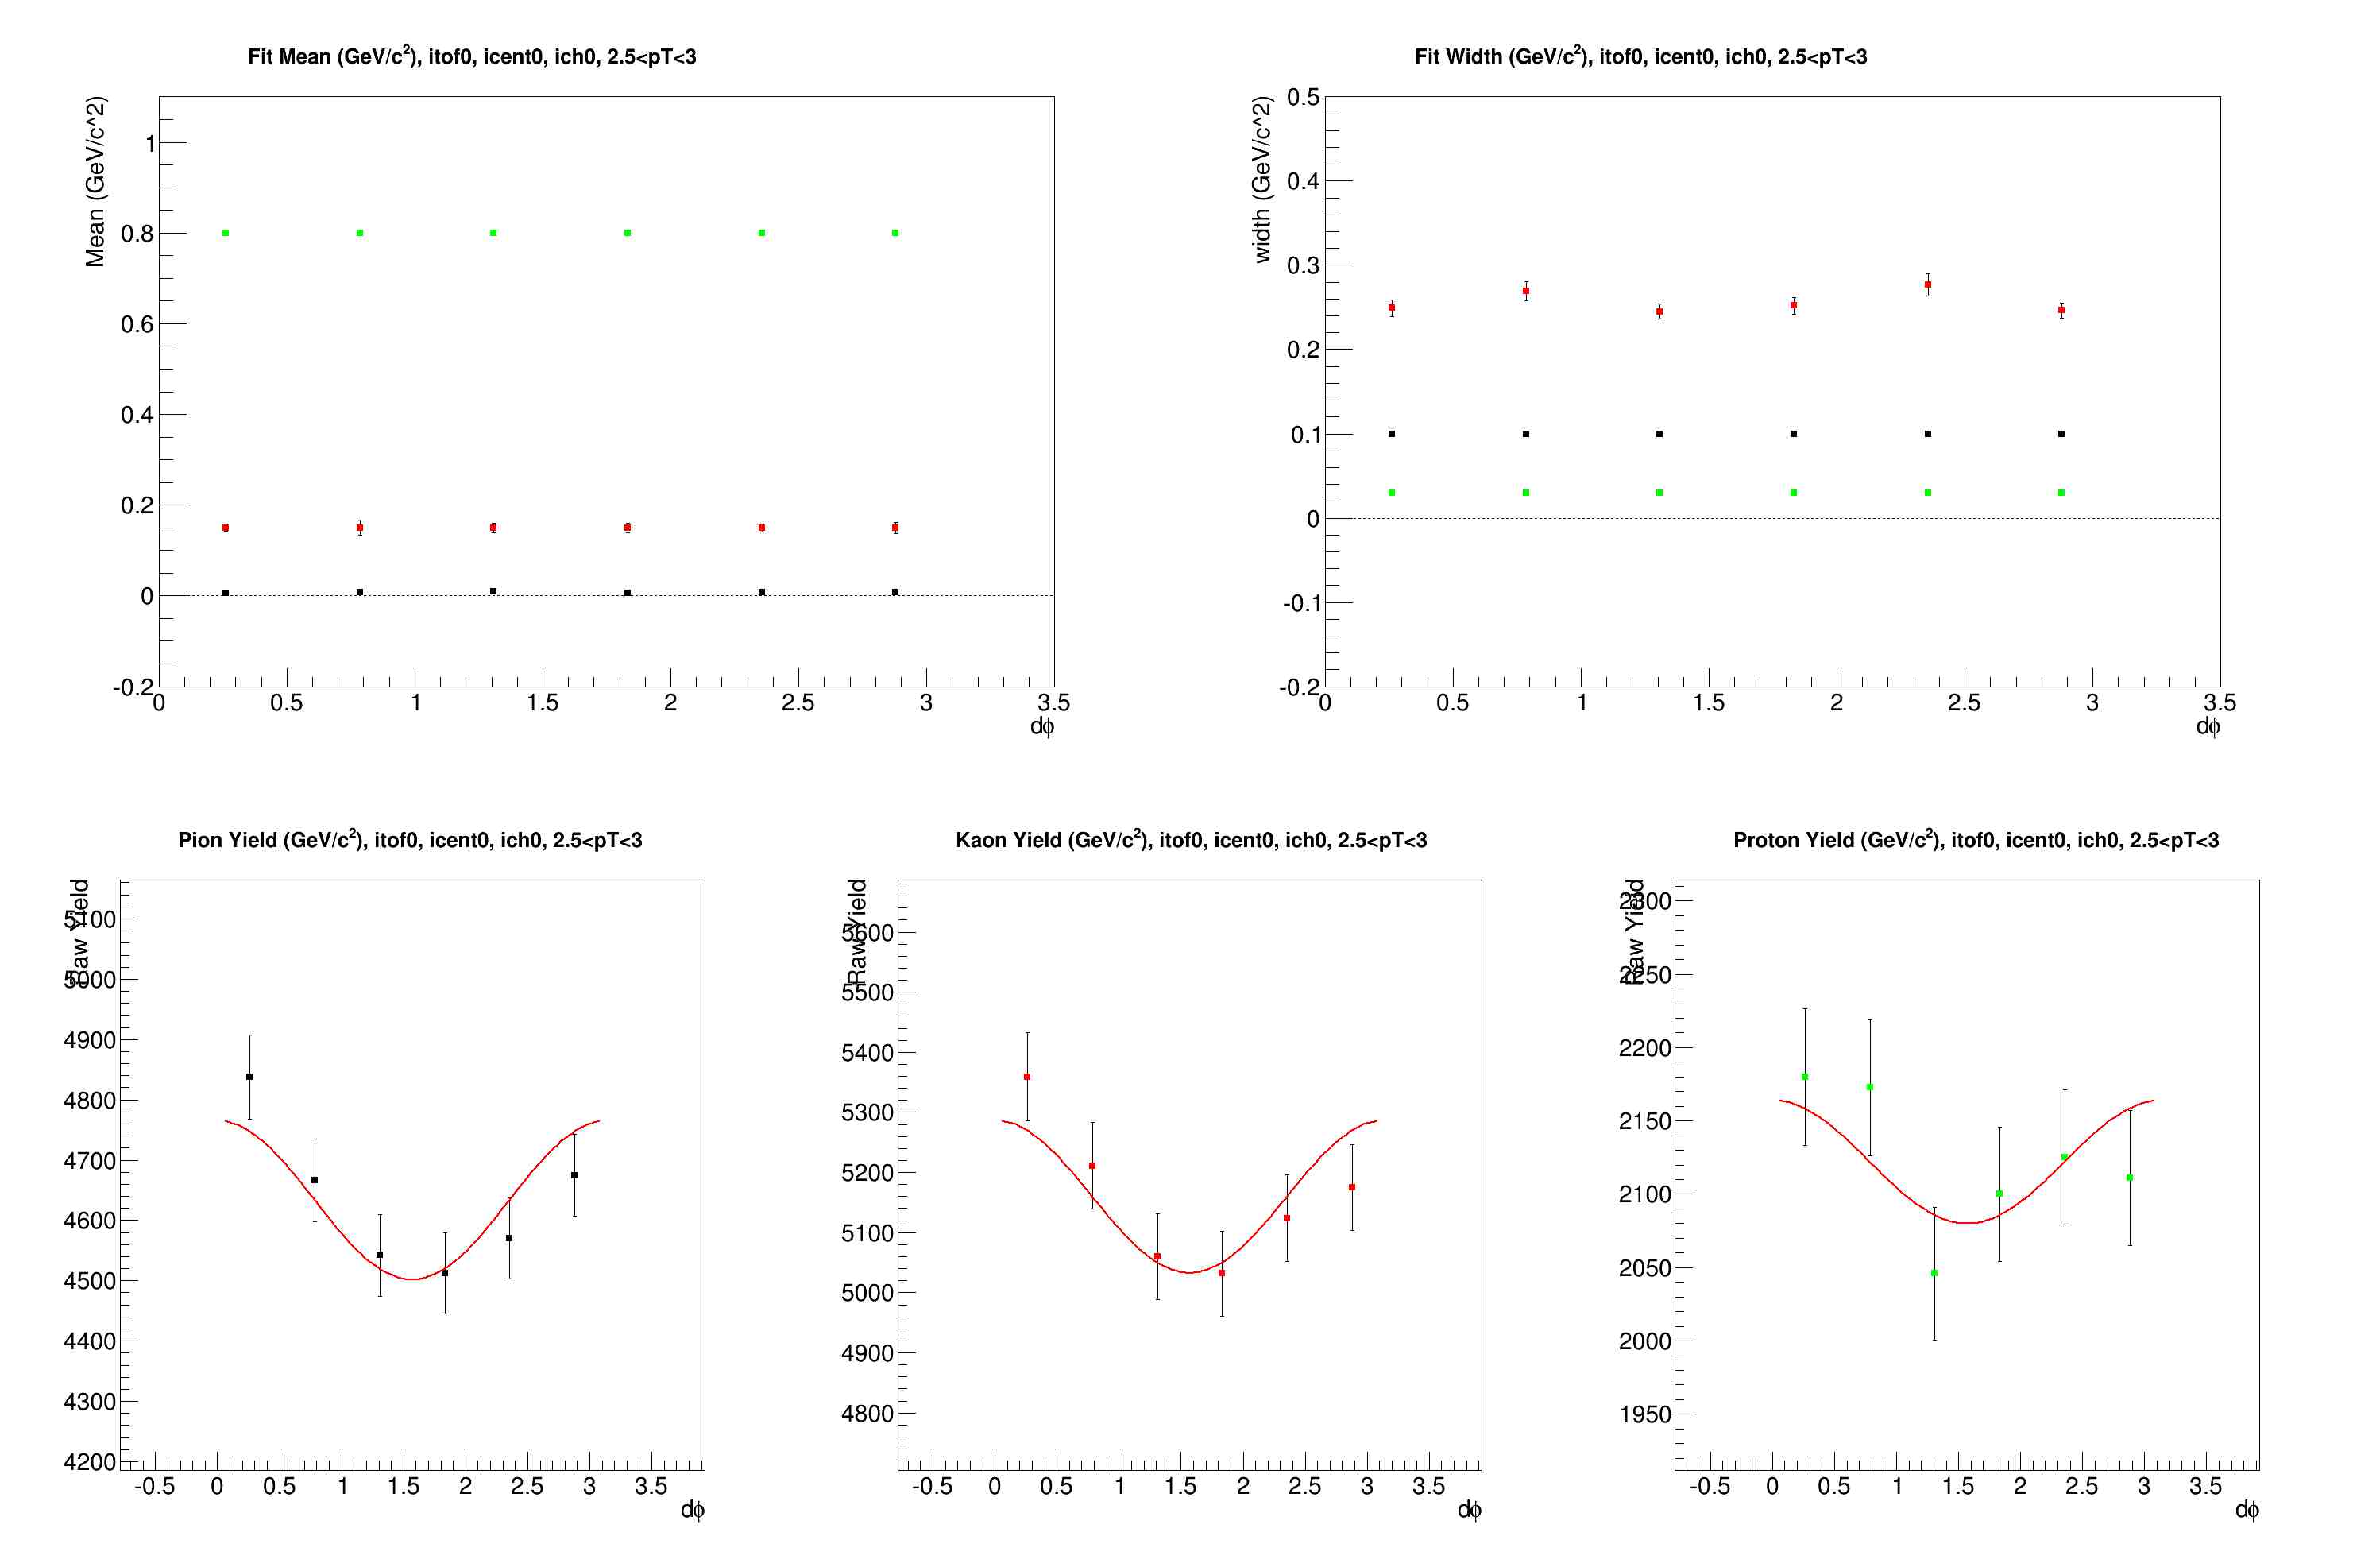 Fit Mean (GeV/c²), itof0, icent0, ich0, 2.5<pT<3
Mean (GeV/c^2)
1
0.8
0.6
0.4
0.2
0
-0.2
0 0.5 1 1.5 2 2.5 3 3.5
dϕ
Fit Width (GeV/c²), itof0, icent0, ich0, 2.5<pT<3
width (GeV/c^2)
0.5
0.4
0.3
0.2
0.1
0
-0.1
-0.2
0 0.5 1 1.5 2 2.5 3 3.5
dϕ
Pion Yield (GeV/c²), itof0, icent0, ich0, 2.5<pT<3
Raw Yield
5100
5000
4900
4800
4700
4600
4500
4400
4300
4200
-0.5 0 0.5 1 1.5 2 2.5 3 3.5
dϕ
Kaon Yield (GeV/c²), itof0, icent0, ich0, 2.5<pT<3
Raw Yield
5600
5500
5400
5300
5200
5100
5000
4900
4800
-0.5 0 0.5 1 1.5 2 2.5 3 3.5
dϕ
Proton Yield (GeV/c²), itof0, icent0, ich0, 2.5<pT<3
Raw Yield
2300
2250
2200
2150
2100
2050
2000
1950
-0.5 0 0.5 1 1.5 2 2.5 3 3.5
dϕ